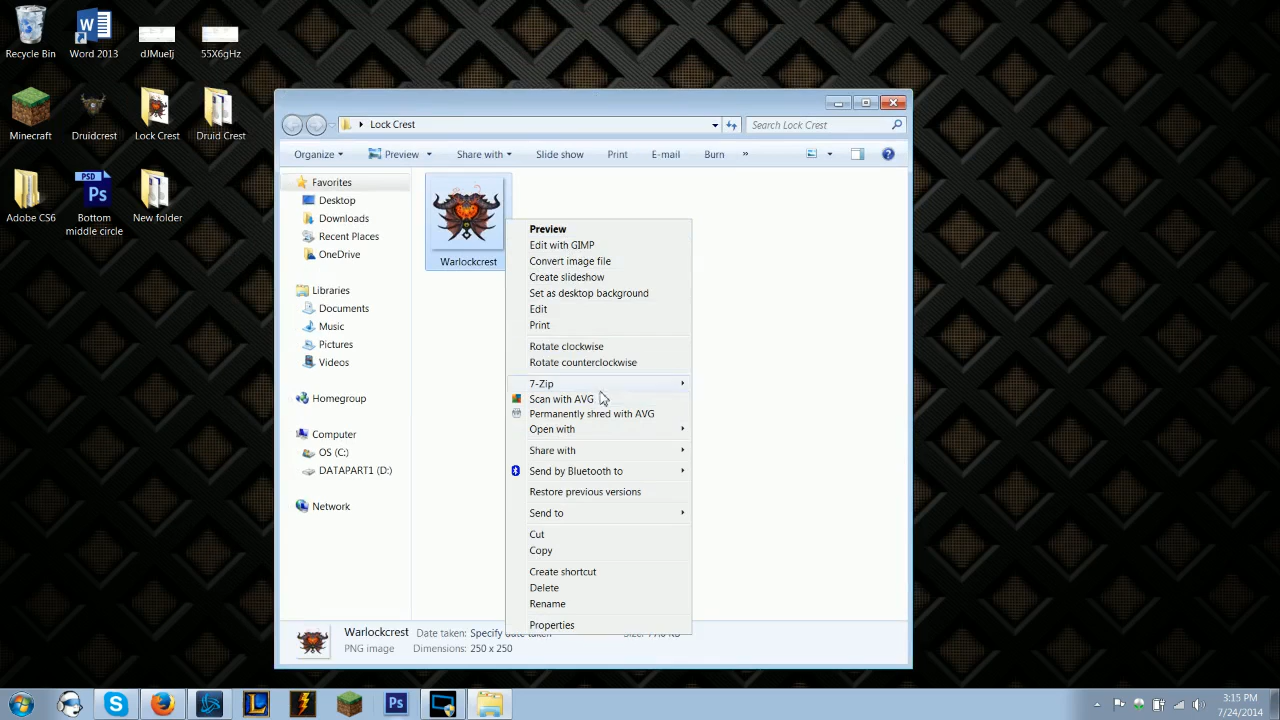 Recycle Bin
Word 2013
dJMueIj
55X6gHz
Minecraft
Druidcrest
Lock Crest
Druid Crest
Adobe CS6
PSD
Ps
Bottom middle circle
New folder
Lock Crest
Search Lock Crest
Organize
Preview
Share with
Slide show
Print
E-mail
Burn
»
Favorites
Desktop
Downloads
Recent Places
OneDrive
Libraries
Documents
Music
Pictures
Videos
Homegroup
Computer
OS (C:)
DATAPART1 (D:)
Network
Warlockcrest
Preview
Edit with GIMP
Convert image file
Create slideshow
Set as desktop background
Edit
Print
Rotate clockwise
Rotate counterclockwise
7-Zip
Scan with AVG
Permanently shred with AVG
Open with
Share with
Send by Bluetooth to
Restore previous versions
Send to
Cut
Copy
Create shortcut
Delete
Rename
Properties
Warlockcrest Date taken: Specify
PNG image Dimensions: 250 x 250
Ps
3:15 PM
7/24/2014